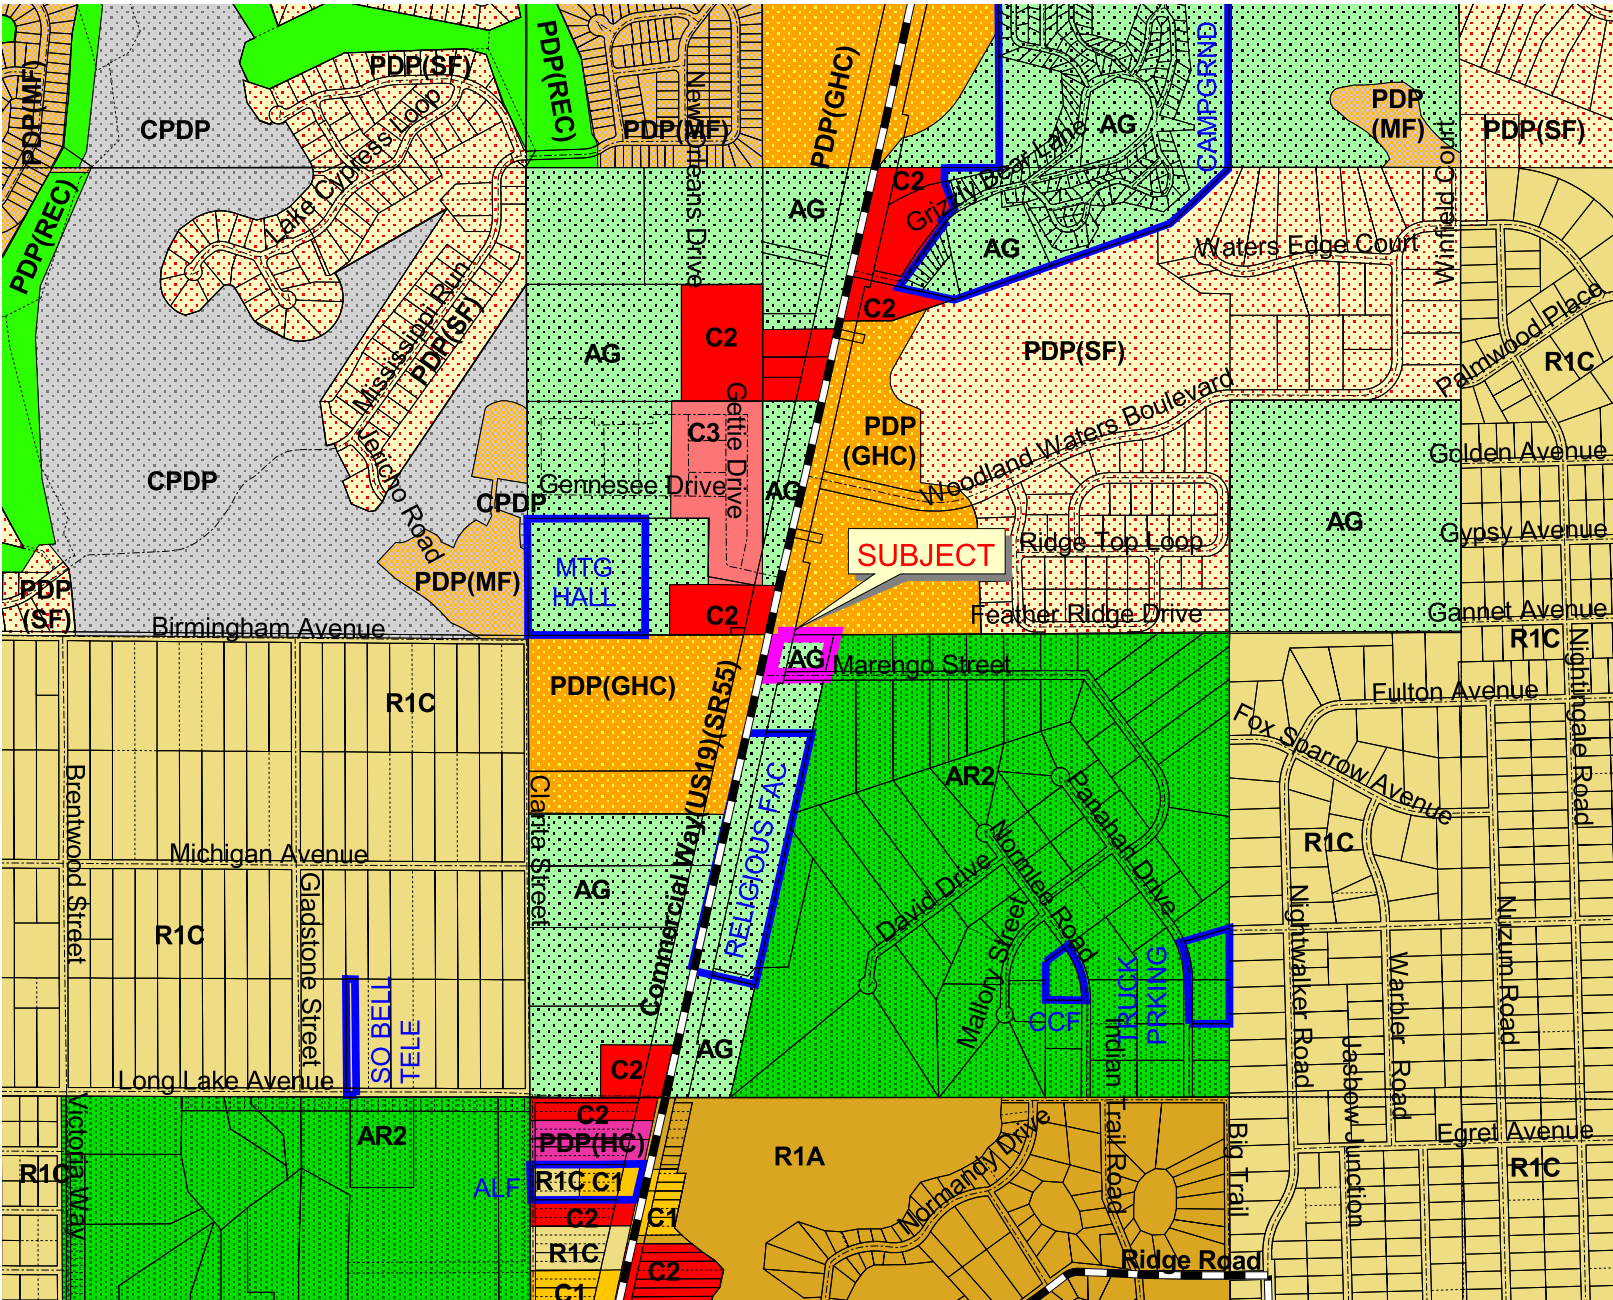 PDP(MF)
CPDP
PDP(SF)
Lake Cypress Loop
PDP(REC)
New Orleans Drive
PDP(MF)
PDP(GHC)
AG
CAMPGRND
PDP
(MF)
PDP(SF)
Winfield Court
PDP(REC)
AG
C2
Grizzly Bear Lake
AG
Waters Edge Court
C2
Mississippi Run
PDP(SF)
AG
C2
PDP(SF)
Palmwood Place
R1C
Gettie Drive
C3
PDP
(GHC)
Woodland Waters Boulevard
Golden Avenue
CPDP
Jericho Road
CPDP
Gennesee Drive
AG
AG
Gypsy Avenue
SUBJECT
Ridge Top Loop
MTG
HALL
PDP(MF)
PDP
(SF)
C2
Feather Ridge Drive
Gannet Avenue
Birmingham Avenue
R1C
AG
Marengo Street
PDP(GHC)
R1C
Commercial Way(US19)(SR55)
Fulton Avenue
Nightingale Road
Fox Sparrow Avenue
Brentwood Street
Clanta Street
RELIGIOUS FAC
AR2
Panahan Drive
Normlee Road
R1C
Michigan Avenue
Gladstone Street
AG
David Drive
Mallory Street
R1C
Nightwalker Road
Nuzum Road
Warbler Road
SO BELL
TELE
CCF
TRUCK
PRKING
Indian
Jasbow Junction
AG
C2
Long Lake Avenue
Victoria Way
AR2
C2
PDP(HC)
R1A
Normandy Drive
Trail Road
Big Trail
Egret Avenue
R1C
R1C
ALF
R1C
C1
C2
C1
R1C
C2
C1
Ridge Road